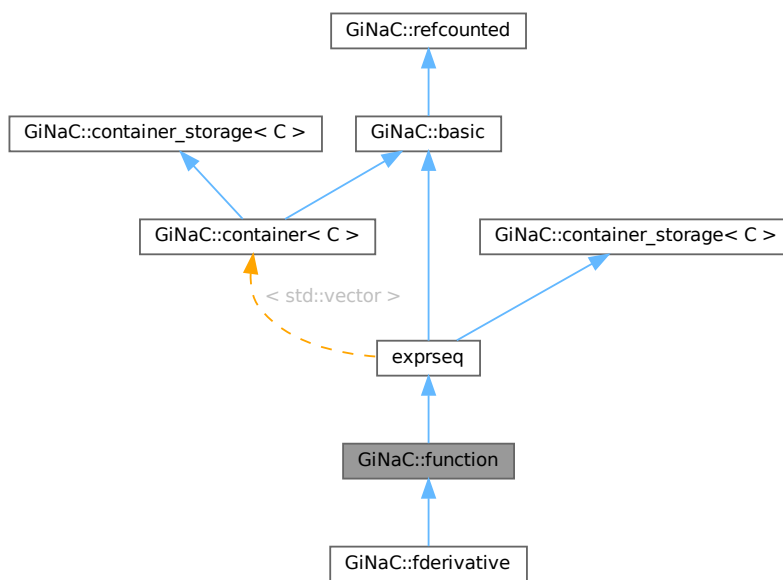 GiNaC::refcounted
GiNaC::container_storage< C >
GiNaC::basic
GiNaC::container< C >
GiNaC::container_storage< C >
< std::vector >
exprseq
GiNaC::function
GiNaC::fderivative